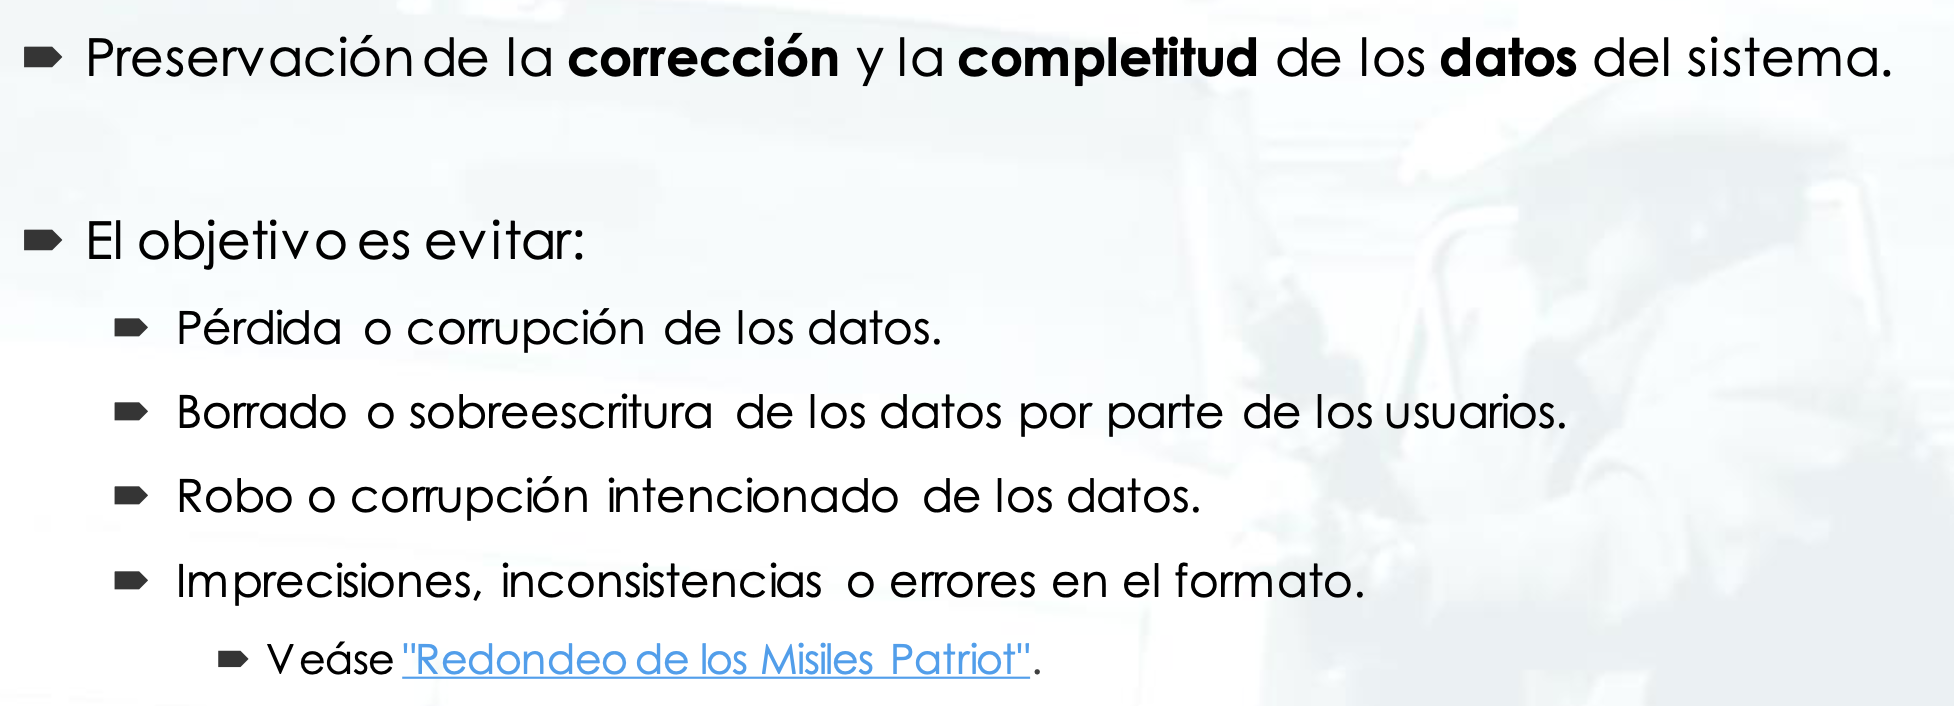 Preservación de la corrección y la completitud de los datos del sistema.
El objetivo es evitar:
Pérdida o corrupción de los datos.
Borrado o sobreescritura de los datos por parte de los usuarios.
Robo o corrupción intencionado de los datos.
Imprecisiones, inconsistencias o errores en el formato.
Veáse "Redondeo de los Misiles Patriot".